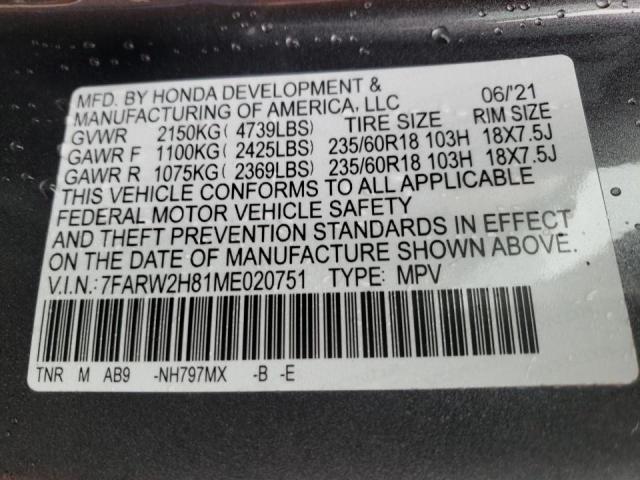 MFD. BY HONDA DEVELOPMENT &
MANUFACTURING OF AMERICA, LLC 06/'21
GVWR 2150KG( 4739LBS) TIRE SIZE RIM SIZE
GAWR F 1100KG( 2425LBS) 235/60R18 103H 18X7.5J
GAWR R 1075KG( 2369LBS) 235/60R18 103H 18X7.5J
THIS VEHICLE CONFORMS TO ALL APPLICABLE
FEDERAL MOTOR VEHICLE SAFETY
AND THEFT PREVENTION STANDARDS IN EFFECT
ON THE DATE OF MANUFACTURE SHOWN ABOVE.
V.I.N.:7FARW2H81ME020751 TYPE: MPV
TNR M AB9 -NH797MX -B -E